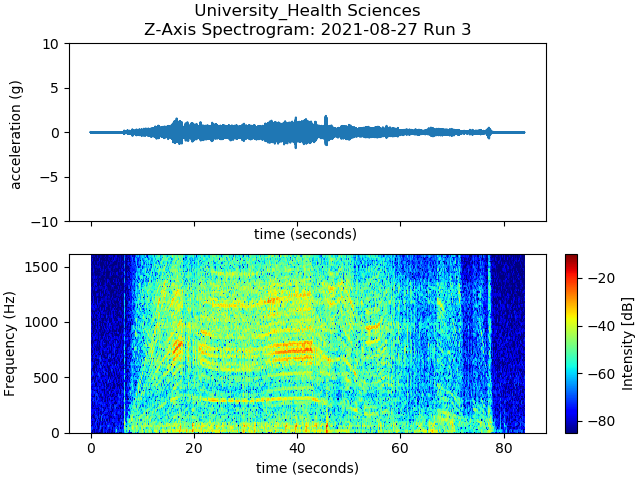 University_Health Sciences
Z-Axis Spectrogram: 2021-08-27 Run 3
10
5
0
−5
−10
acceleration (g)
time (seconds)
1500
1000
500
0
Frequency (Hz)
0
20
40
60
80
time (seconds)
−20
−40
−60
−80
Intensity [dB]